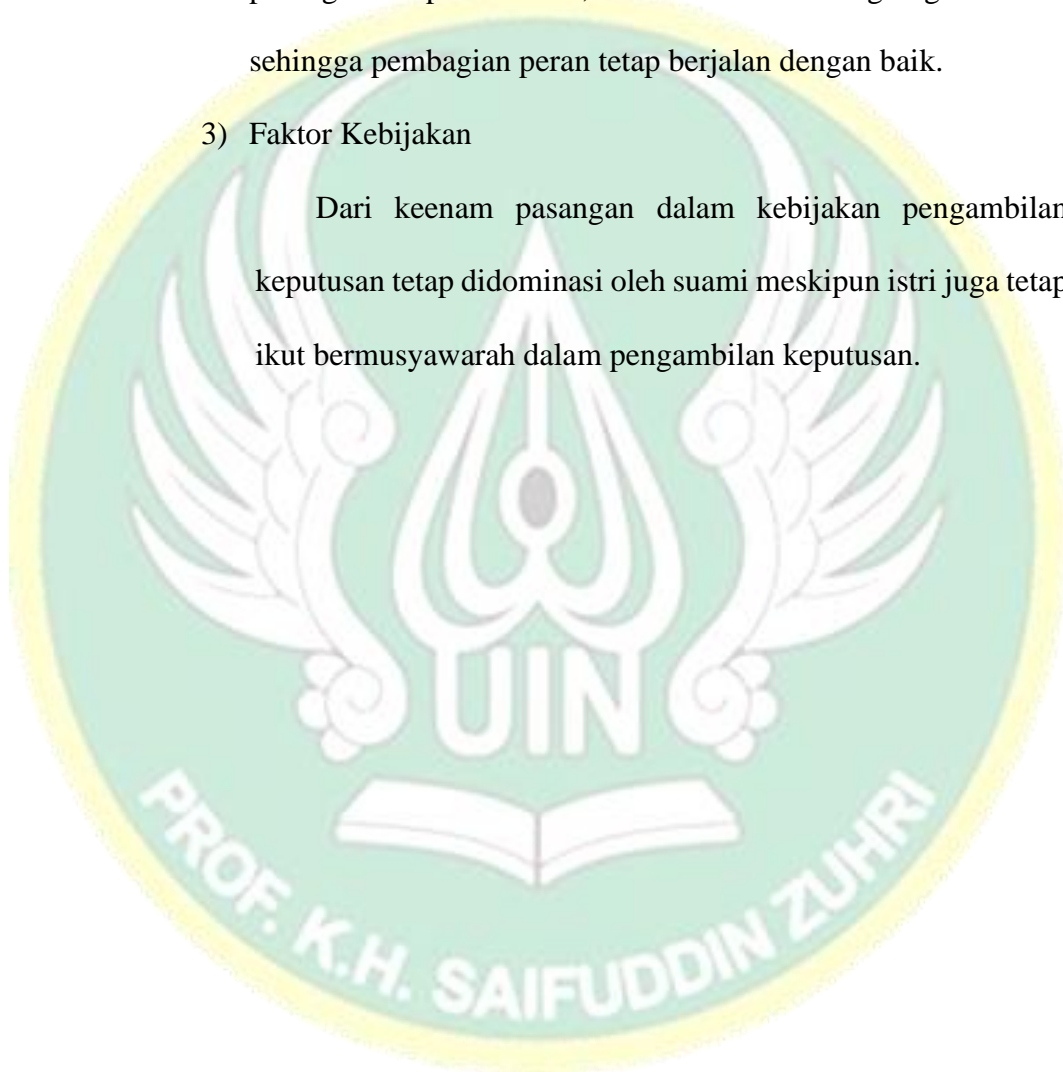 sehingga pembagian peran tetap berjalan dengan baik.
3) Faktor Kebijakan
Dari keenam pasangan dalam kebijakan pengambilan
keputusan tetap didominasi oleh suami meskipun istri juga tetap
ikut bermusyawarah dalam pengambilan keputusan.
UIN
PROF. K.H. SAIFUDDIN ZUHRI